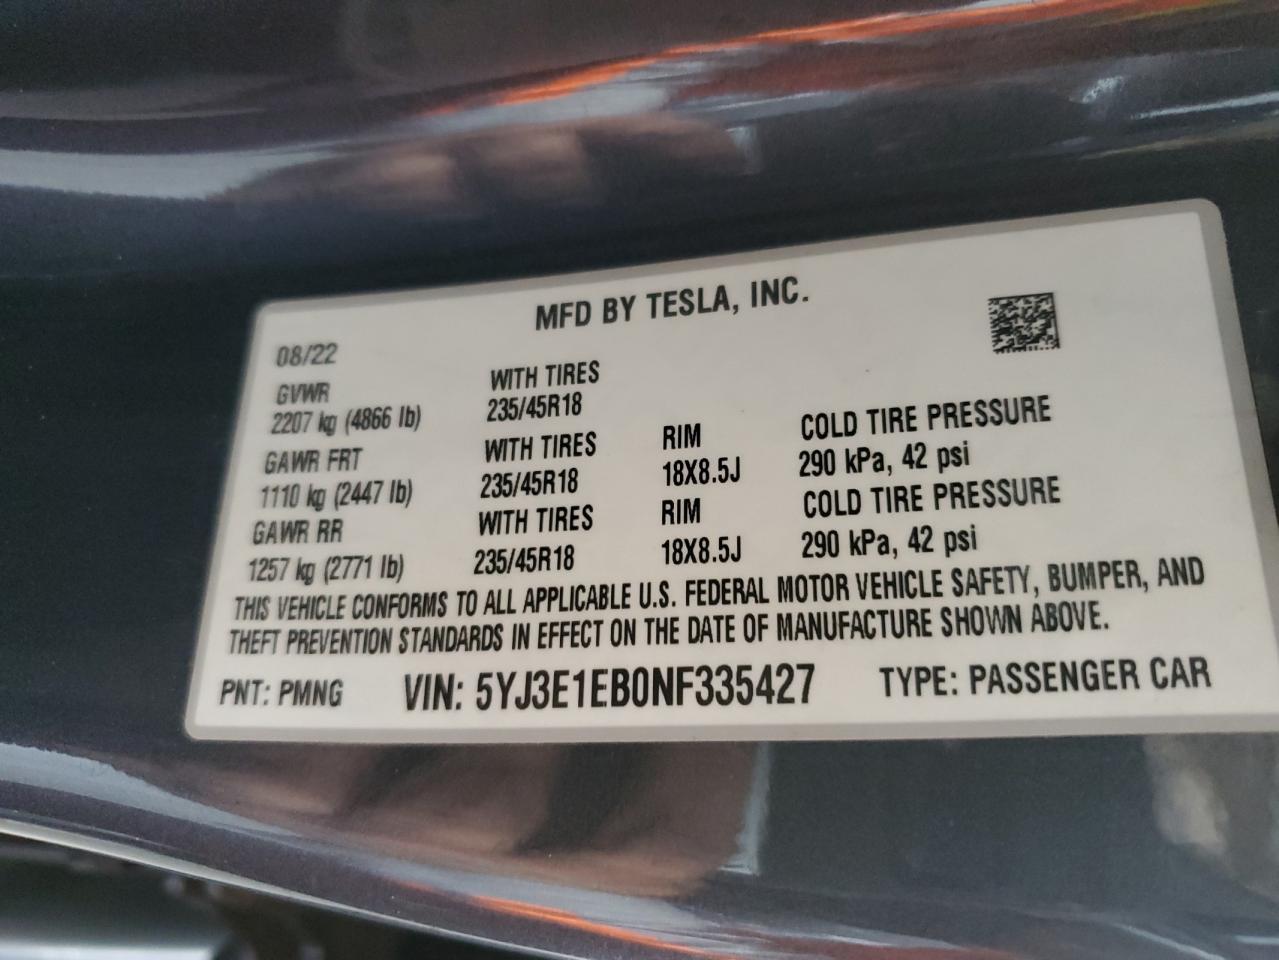 MFD BY TESLA, INC.
08/22
GVWR WITH TIRES
2207 kg (4866 lb) 235/45R18
GAWR FRT WITH TIRES RIM COLD TIRE PRESSURE
1110 kg (2447 lb) 235/45R18 18X8.5J 290 kPa, 42 psi
GAWR RR WITH TIRES RIM COLD TIRE PRESSURE
1257 kg (2771 lb) 235/45R18 18X8.5J 290 kPa, 42 psi
THIS VEHICLE CONFORMS TO ALL APPLICABLE U.S. FEDERAL MOTOR VEHICLE SAFETY, BUMPER, AND
THEFT PREVENTION STANDARDS IN EFFECT ON THE DATE OF MANUFACTURE SHOWN ABOVE.
PNT: PMNG VIN: 5YJ3E1EB0NF335427 TYPE: PASSENGER CAR